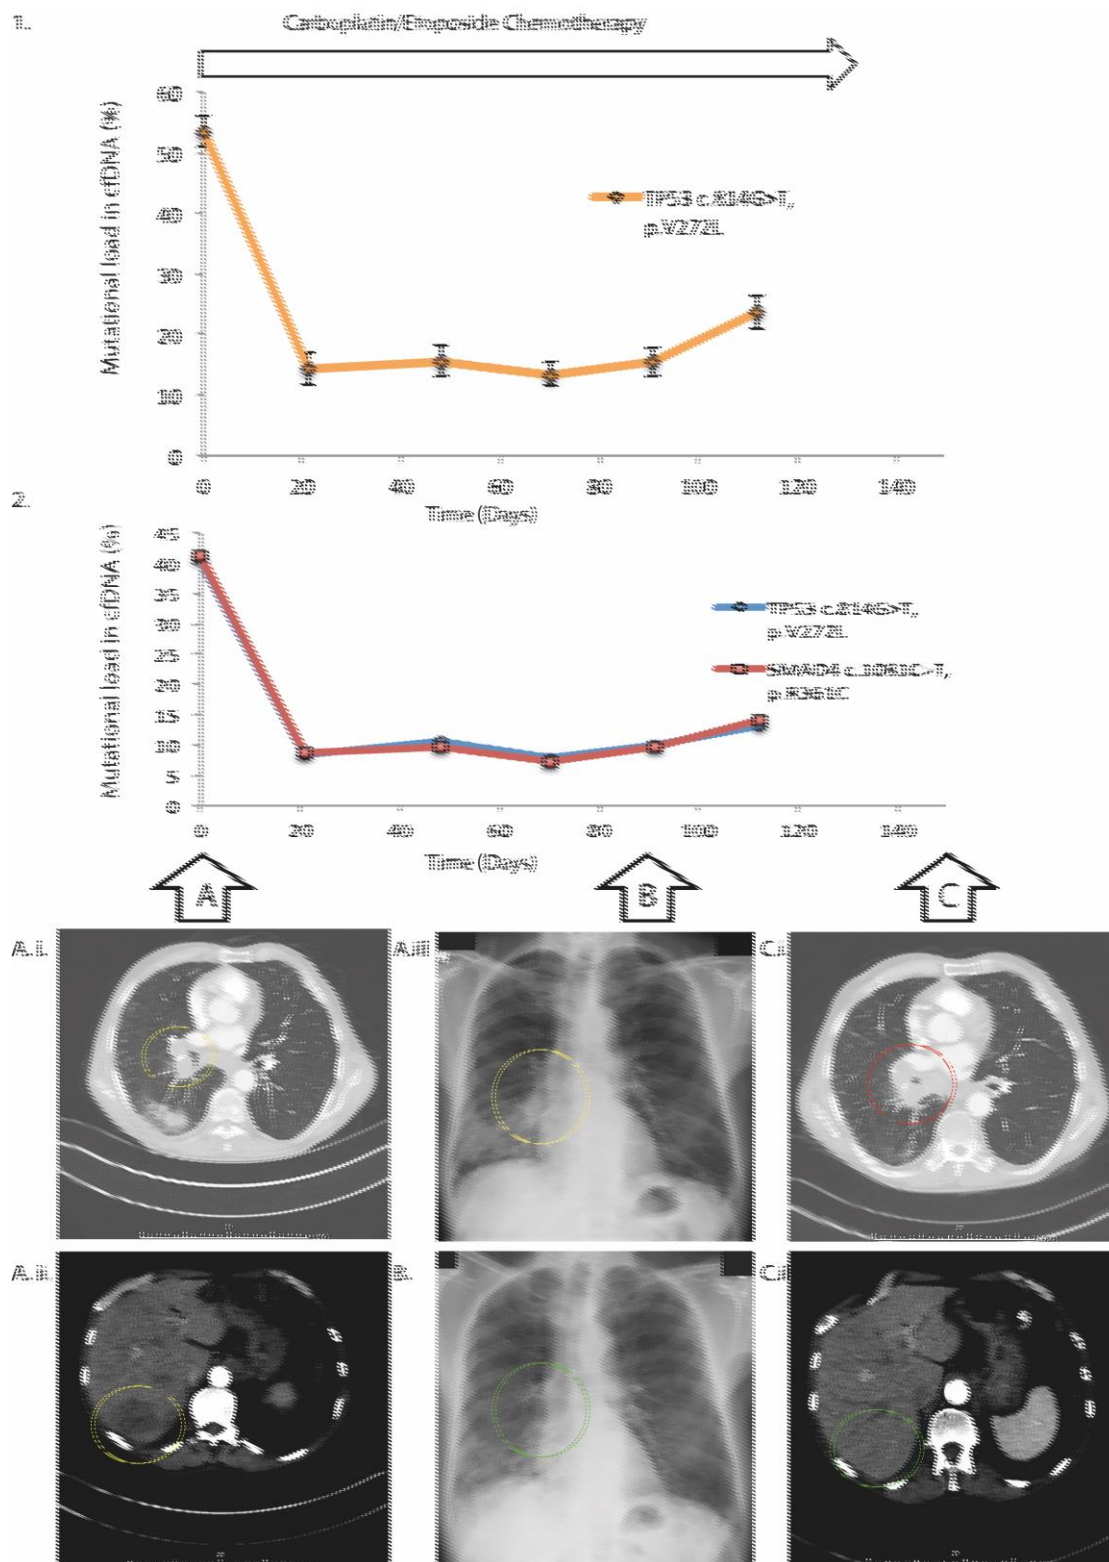 1.
Carboplatin/Etoposide Chemotherapy
Mutational load in cfDNA (%)
60
50
40
30
20
10
0
TP53 c.814G>T,
p.V272L
0 20 40 60 80 100 120 140
Time (Days)
2.
Mutational load in cfDNA (%)
45
40
35
30
25
20
15
10
5
0
TP53 c.814G>T,
p.V272L
SMAD4 c.1081C>T,
p.R361C
0 20 40 60 80 100 120 140
Time (Days)
A B C
A.i. A.iii C.i
A.ii. B. C.ii